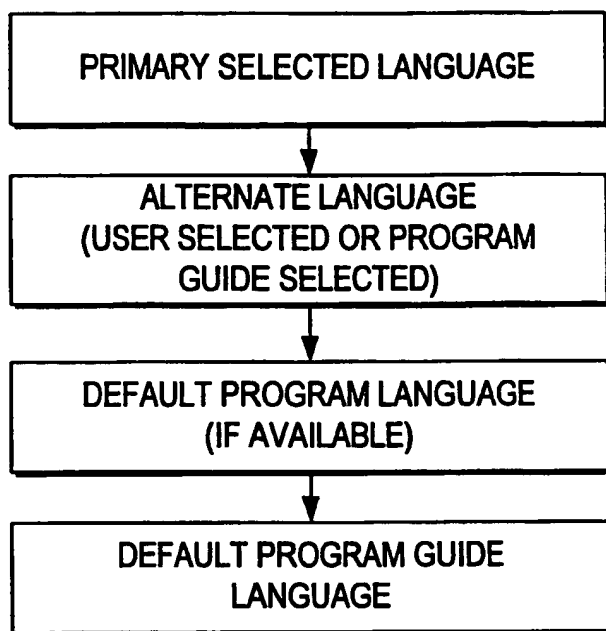 PRIMARY SELECTED LANGUAGE
ALTERNATE LANGUAGE
(USER SELECTED OR PROGRAM
GUIDE SELECTED)
DEFAULT PROGRAM LANGUAGE
(IF AVAILABLE)
DEFAULT PROGRAM GUIDE
LANGUAGE